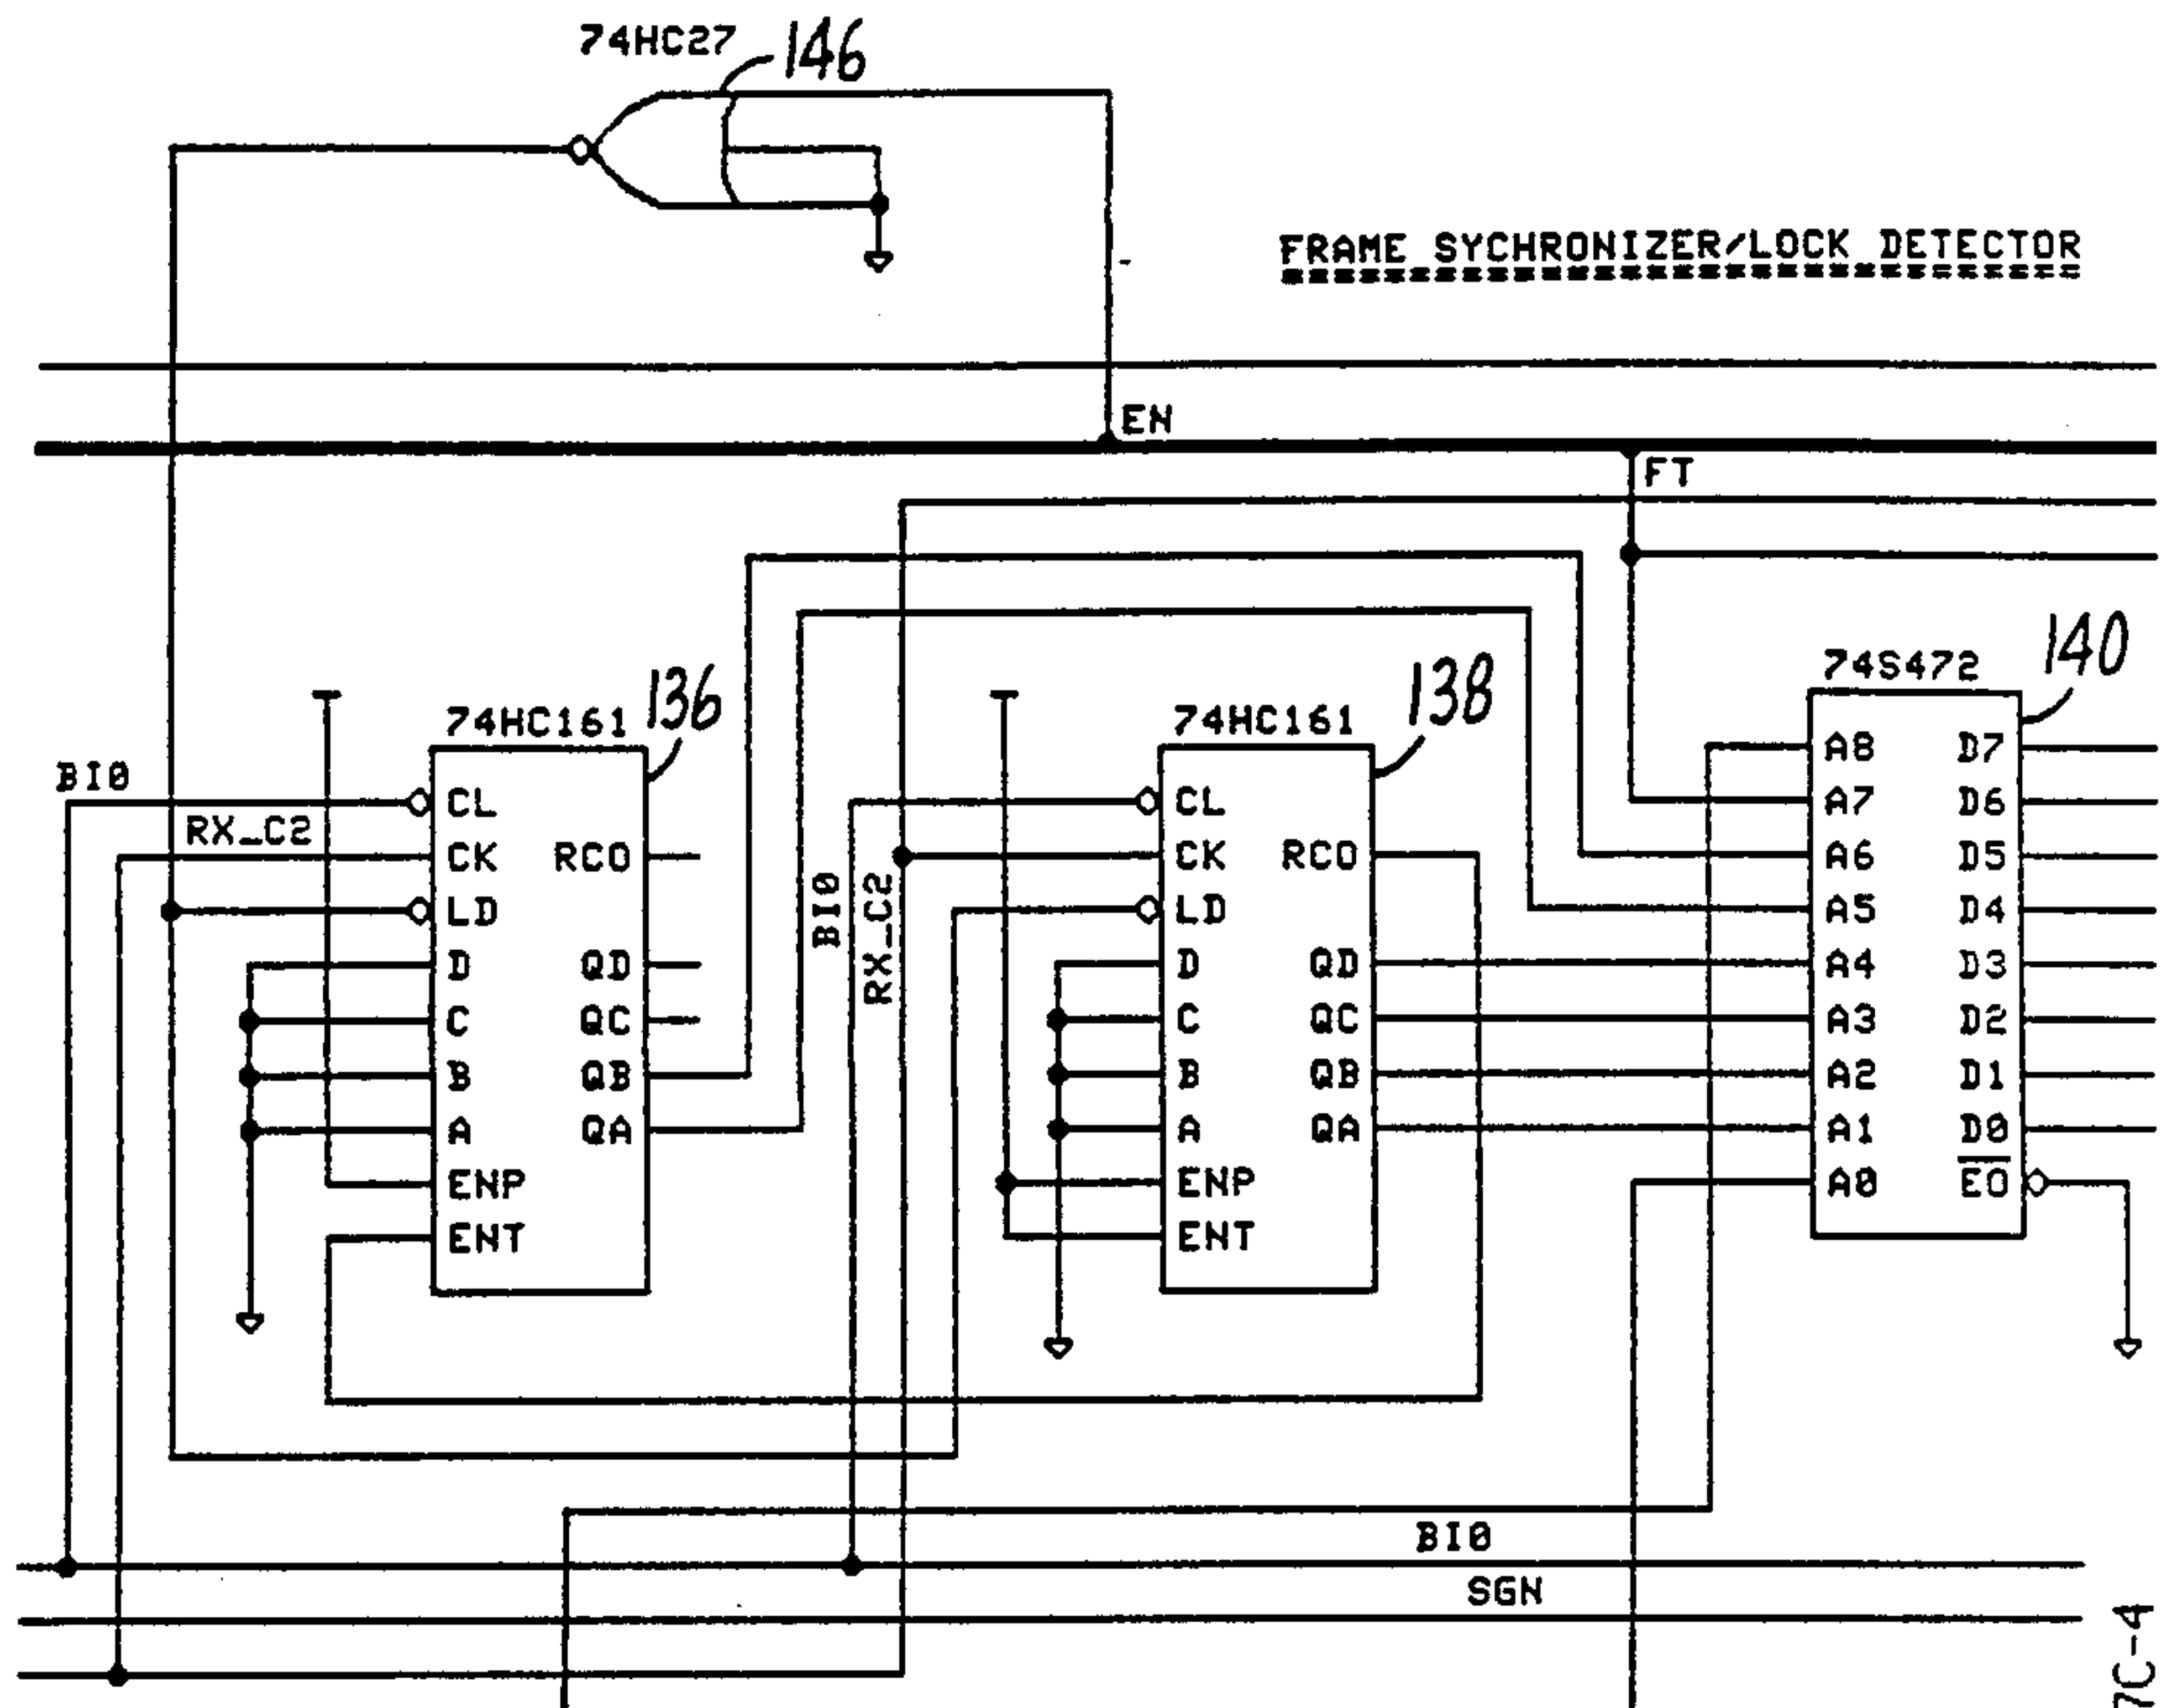 74HC27
146
FRAME SYCHRONIZER/LOCK DETECTOR
EN
FT
74HC161
136
BI0
RX_C2
CL
CK
LD
D
C
B
A
ENP
ENT
RCO
QD
QC
QB
QA
BI0
RX_C2
74HC161
138
CL
CK
LD
D
C
B
A
ENP
ENT
RCO
QD
QC
QB
QA
74S472
140
A8
A7
A6
A5
A4
A3
A2
A1
A0
D7
D6
D5
D4
D3
D2
D1
D0
EO
BI0
SGN
7C-4